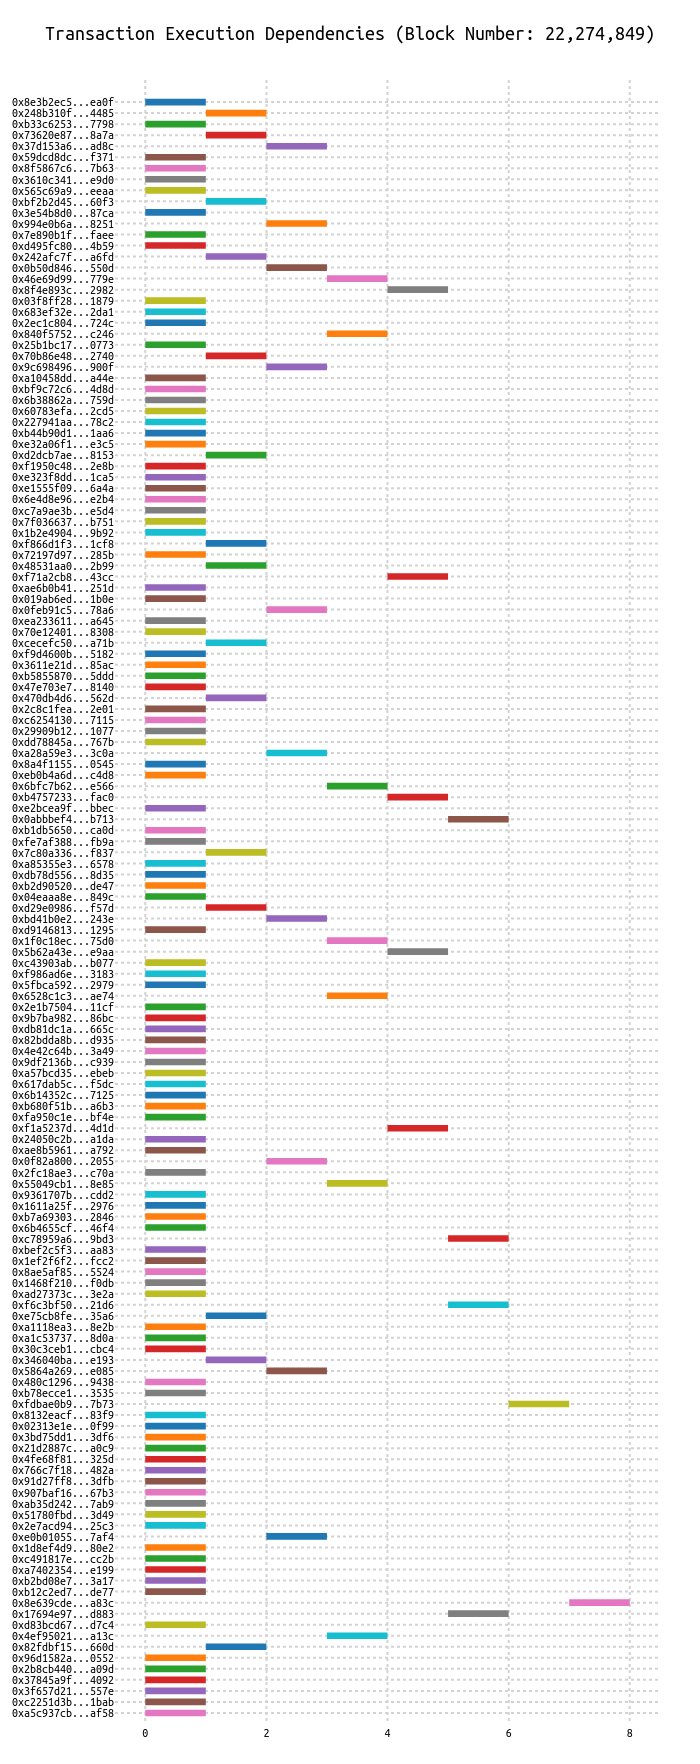 Transaction Execution Dependencies (Block Number: 22,274,849)
0x8e3b2ec5...ea0f
0x248b310f...4485
0xb33c6253...7798
0x73620e87...8a7a
0x37d153a6...ad8c
0x59dcd8dc...f371
0x8f5867c6...7b63
0x3610c341...e9d0
0x565c69a9...eeaa
0xbf2b2d45...60f3
0x3e54b8d0...87ca
0x994e0b6a...8251
0x7e890b1f...faee
0xd495fc80...4b59
0x242afc7f...a6fd
0x0b50d846...550d
0x46e69d99...779e
0x8f4e893c...2982
0x03f8ff28...1879
0x683ef32e...2da1
0x2ec1c804...724c
0x840f5752...c246
0x25b1bc17...0773
0x70b86e48...2740
0x9c698496...900f
0xa10458dd...a44e
0xbf9c72c6...4d8d
0x6b38862a...759d
0x60783efa...2cd5
0x227941aa...78c2
0xb44b90d1...1aa6
0xe32a06f1...e3c5
0xd2dcb7ae...8153
0xf1950c48...2e8b
0xe323f8dd...1ca5
0xe1555f09...6a4a
0x6e4d8e96...e2b4
0xc7a9ae3b...e5d4
0x7f036637...b751
0x1b2e4904...9b92
0xf866d13f...1cf8
0x72197d97...285b
0x48531aa0...2b99
0xf71a2cb8...43cc
0xae6b0b41...251d
0x019ab6ed...1b0e
0x0feb91c5...78a6
0xea233611...a645
0x70e12401...8308
0xcecefc50...a71b
0xf9d4600b...5182
0x3611e21d...85ac
0xb5855870...5ddd
0x47e703e7...8140
0x470db4d6...562d
0x2c8c1fea...2e01
0xc6254130...7115
0x29909b12...1077
0xdd78845a...767b
0xa28a59e3...3c0a
0x8a4f1155...0545
0xeb0b4a6d...c4d8
0x6bfc7b62...e566
0xb4757233...fac0
0xe2bcea9f...bbec
0x0abbbef4...b713
0xb1db5650...ca0d
0xfe7af388...fb9a
0x7c80a336...f837
0xa85355e3...6578
0xdb78d556...8d35
0xb2d90520...de47
0x04eaaa8e...849c
0xd29e0986...f57d
0xbd41b0e2...243e
0xd9146813...1295
0x1f0c18ec...75d0
0x5b62a43e...e9aa
0xc43903ab...b077
0xf986ad6e...3183
0x5fbca592...2979
0x6528c1c3...ae74
0x2e1b7504...11cf
0x9b7ba982...86bc
0xdb81dc1a...665c
0x82bdda8b...d935
0x4e42c64b...3a49
0x9df2136b...c939
0xa57bcd35...ebeb
0x617dab5c...f5dc
0x6b14352c...7125
0xb680f51b...a6b3
0xfa950c1e...bf4e
0xf1a5237d...4d1d
0x24050c2b...a1da
0xae8b5961...a792
0x0f82a800...2055
0x2fc18ae3...c70a
0x55049cb1...8e85
0x9361707b...cdd2
0x1611a25f...2976
0xb7a69303...2846
0x6b4655cf...46f4
0xc78959a6...9bd3
0xbef2c5f3...aa83
0x1ef2f6f2...fcc2
0x8ae5af85...5524
0x1468f210...f0db
0xad27273c...3e2a
0xf6c3bf50...21d6
0xe75cb8fe...35a6
0xa1118ea3...8e2b
0xa1c53737...8d0a
0x30c3ceb1...cbc4
0x346040ba...e193
0x5864a269...e085
0x480c1296...9438
0xb78ecce1...3535
0xfdbae0b9...7b73
0x8132eacf...83f9
0x02313e1e...0f99
0x3bd75dd1...3df6
0x21d2887c...a0c9
0x4fe68f81...325d
0x766c7f18...482a
0x91d27ff8...3dfb
0x907baf16...67b3
0xab35d242...7ab9
0x51780fbd...3d49
0x2e7acd94...25c3
0xe0b01055...7af4
0x1d8ef4d9...80e2
0xc491817e...cc2b
0xa7402354...e199
0xb2bd08e7...3a17
0xb12c2ed7...de77
0x8e639cde...a83c
0x17694e97...d883
0xd83bcd67...d7c4
0x4ef95021...a13c
0x82fdbf15...660d
0x96d1582a...0552
0x2b8cb440...a09d
0x37845a9f...4092
0x3f657d21...557e
0xc2251d3b...1bab
0xa5c937cb...af58
0 2 4 6 8